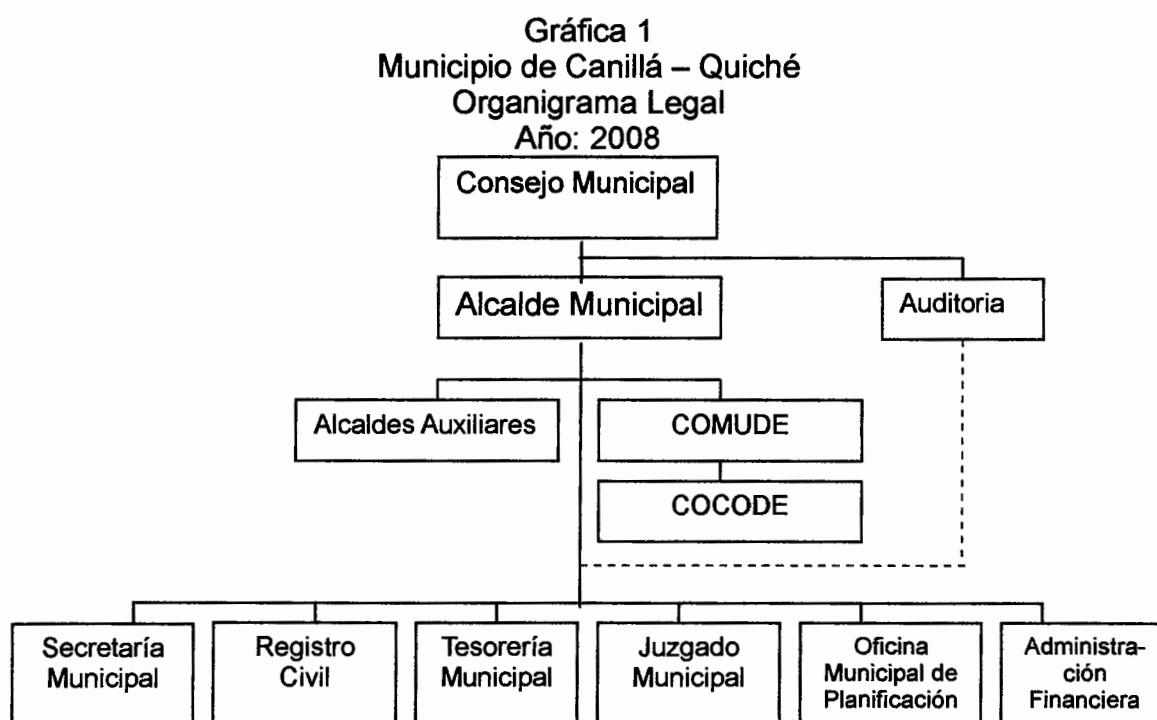 Gráfica 1
Municipio de Canillá – Quiché
Organigrama Legal
Año: 2008
Consejo Municipal
Alcalde Municipal
Auditoria
Alcaldes Auxiliares
COMUDE
COCODE
Secretaría
Municipal
Registro
Civil
Tesorería
Municipal
Juzgado
Municipal
Oficina
Municipal de
Planificación
Administra-
ción
Financiera